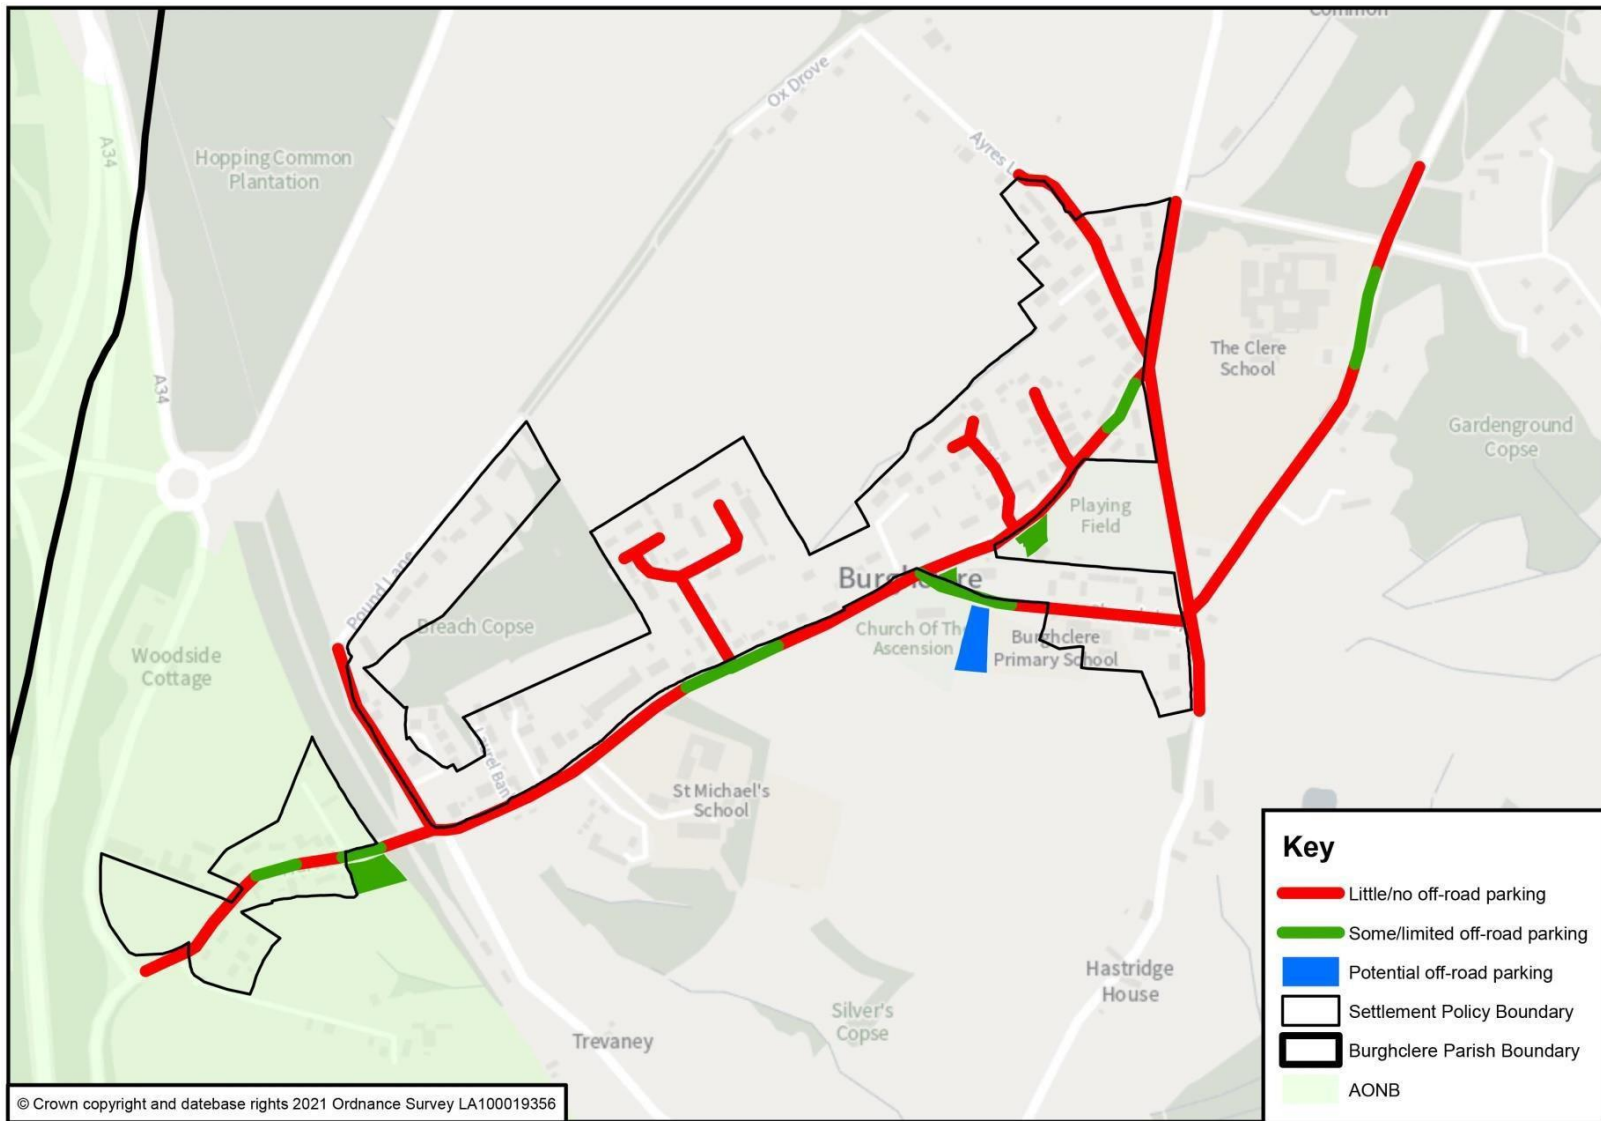 Common
Ox Drove
A34
Hopping Common
Plantation
Ayres L
A34
The Clere
School
Gardenground
Copse
Playing
Field
Pound Lane
Burghclere
Breach Copse
Church Of The
Ascension
Burghclere
Primary School
Woodside
Cottage
Laurel Ban
St Michael's
School
Hastridge
House
Silver's
Copse
Trevaney
Key
Little/no off-road parking
Some/limited off-road parking
Potential off-road parking
Settlement Policy Boundary
Burghclere Parish Boundary
AONB
© Crown copyright and datebase rights 2021 Ordnance Survey LA100019356